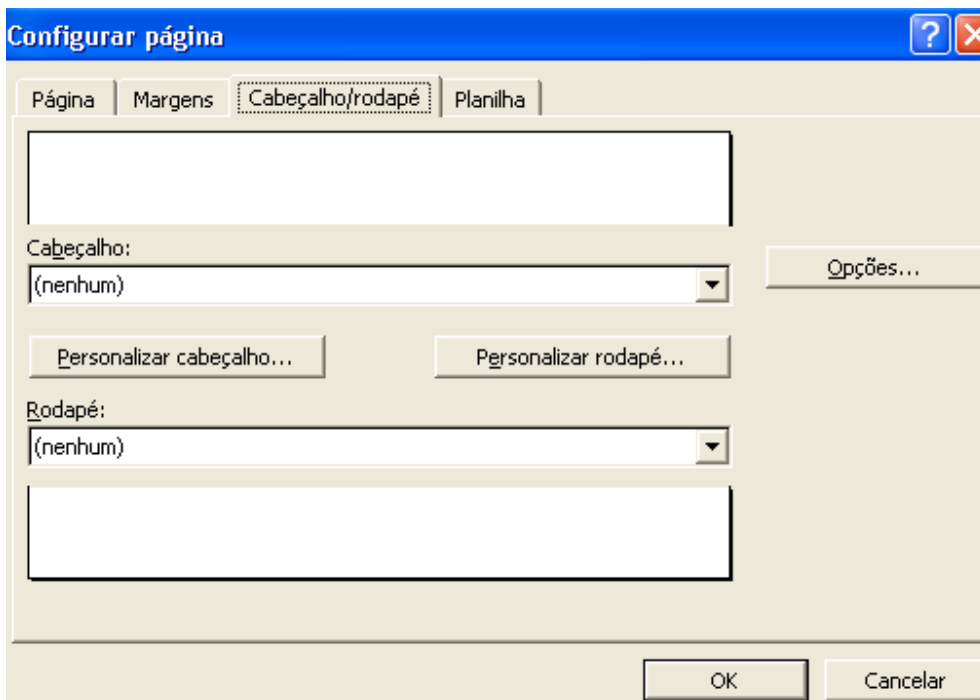 Configurar página
Página Margens Cabeçalho/rodapé Planilha
Cabeçalho:
(nenhum)
Opções...
Personalizar cabeçalho... Personalizar rodapé...
Rodapé:
(nenhum)
OK Cancelar